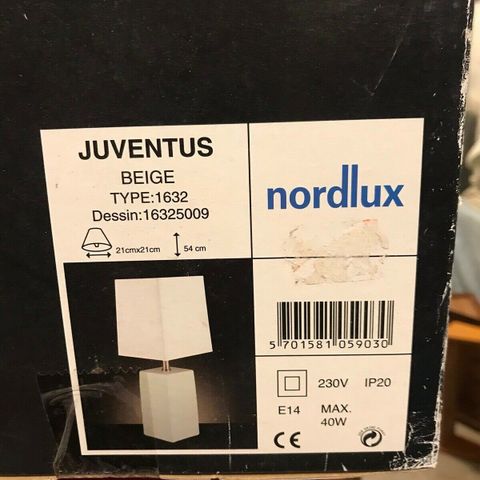 JUVENTUS
BEIGE
TYPE:1632
Dessin:16325009
21cmx21cm
54 cm
nordlux
5 701581 059030
230V IP20
E14 MAX.
40W
CE